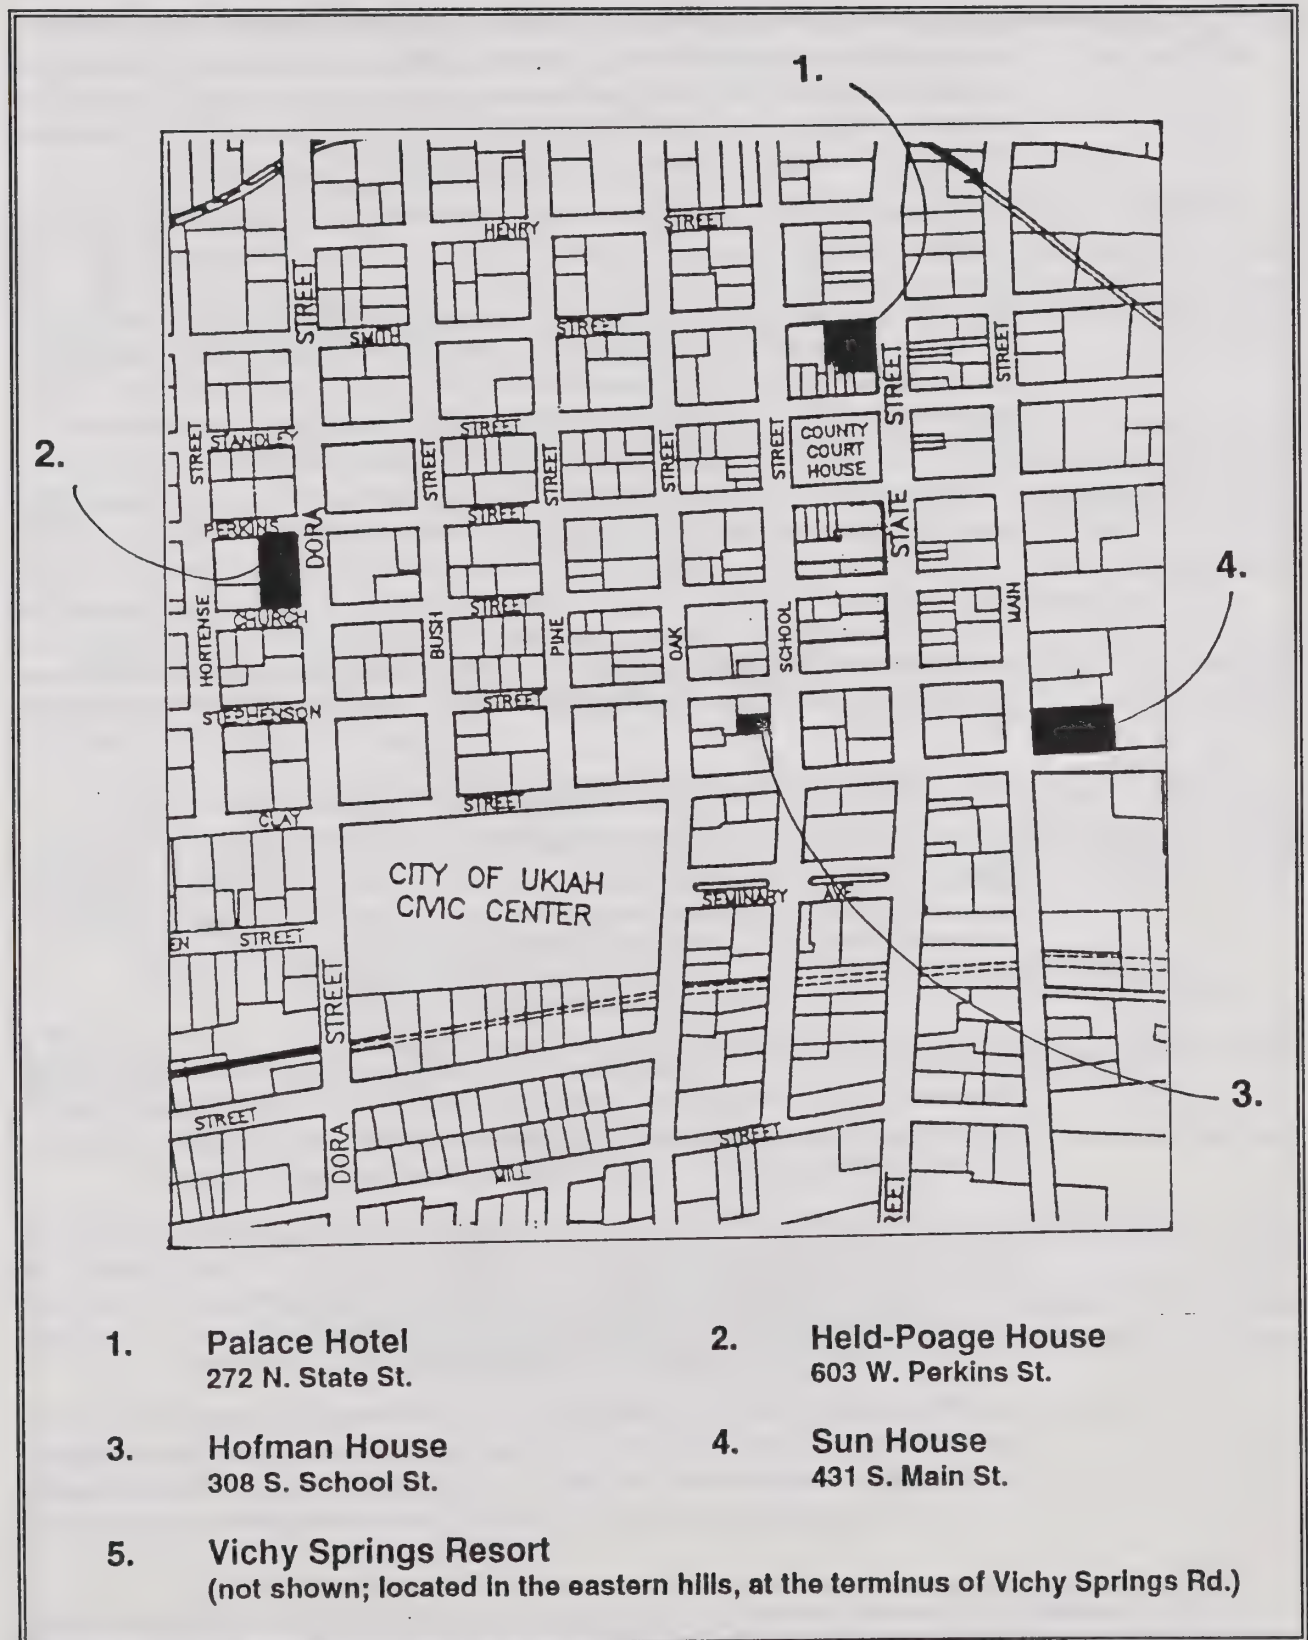 1.
HENRY STREET
STREET
SMITH STREET
STREET
STREET
STANDLEY STREET
COUNTY
COURT
HOUSE
STREET
STREET
STREET
STREET
STREET
2.
PERKINS STREET
DORA
STATE
4.
CHURCH STREET
HORTENSE
BUSH
PINE
OAK
SCHOOL
MAIN
STEPHENSON STREET
CLAY STREET
CITY OF UKIAH
CIVIC CENTER
SEMINARY AVE
EN STREET
STREET
3.
STREET
DORA
MILL STREET
REET
1. Palace Hotel
272 N. State St.
2. Held-Poage House
603 W. Perkins St.
3. Hofman House
308 S. School St.
4. Sun House
431 S. Main St.
5. Vichy Springs Resort
(not shown; located in the eastern hills, at the terminus of Vichy Springs Rd.)